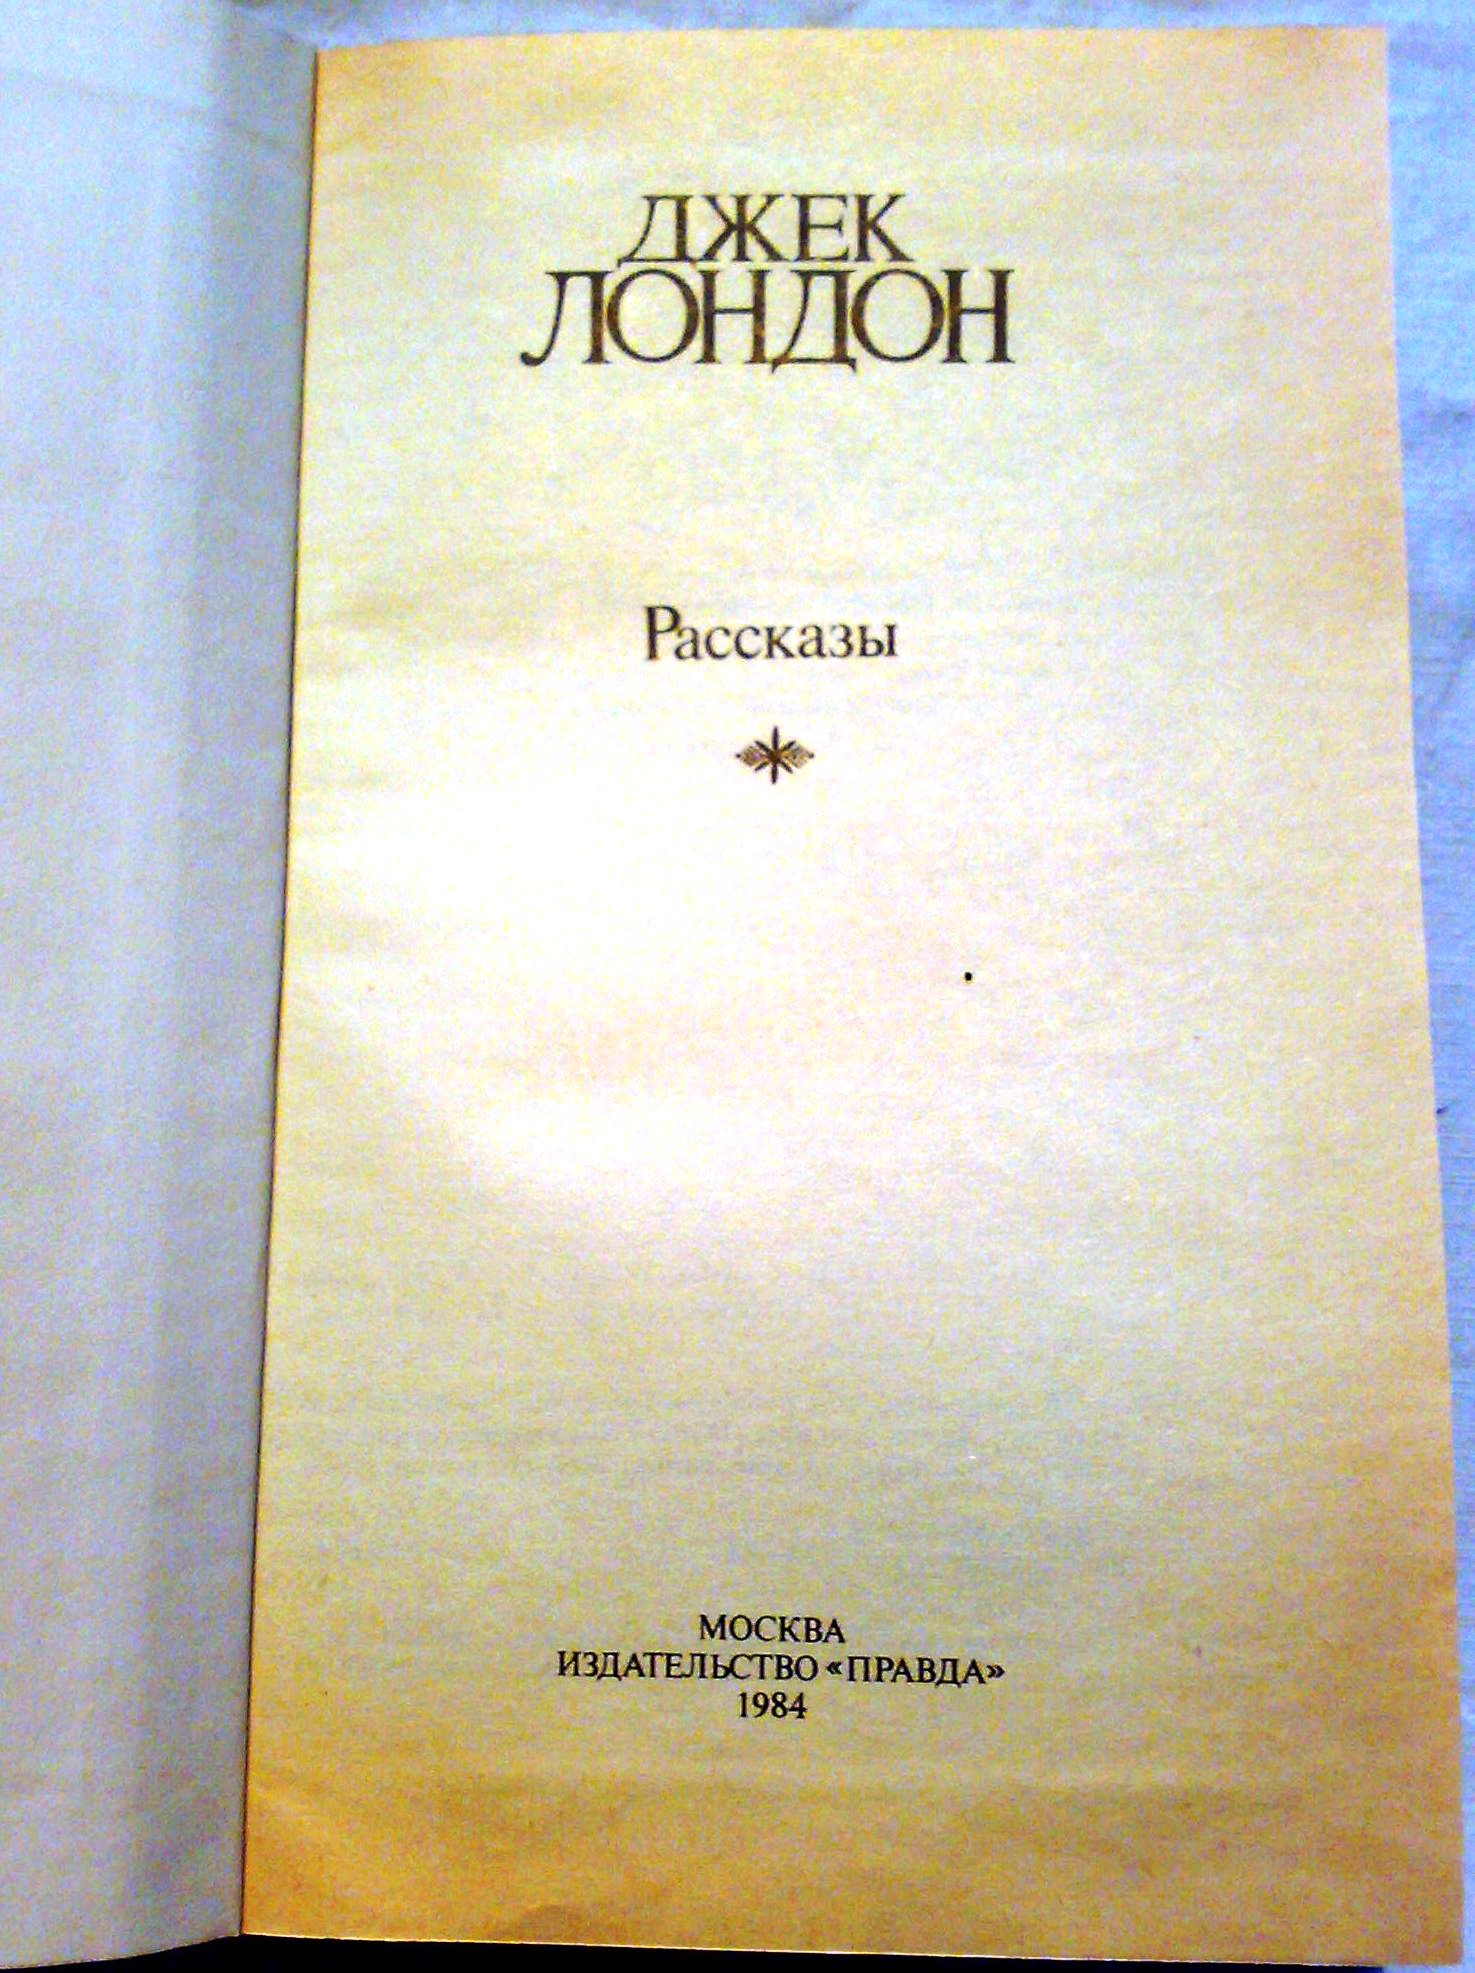 ДЖЕК
ЛОНДОН
Рассказы
МОСКВА
ИЗДАТЕЛЬСТВО «ПРАВДА»
1984